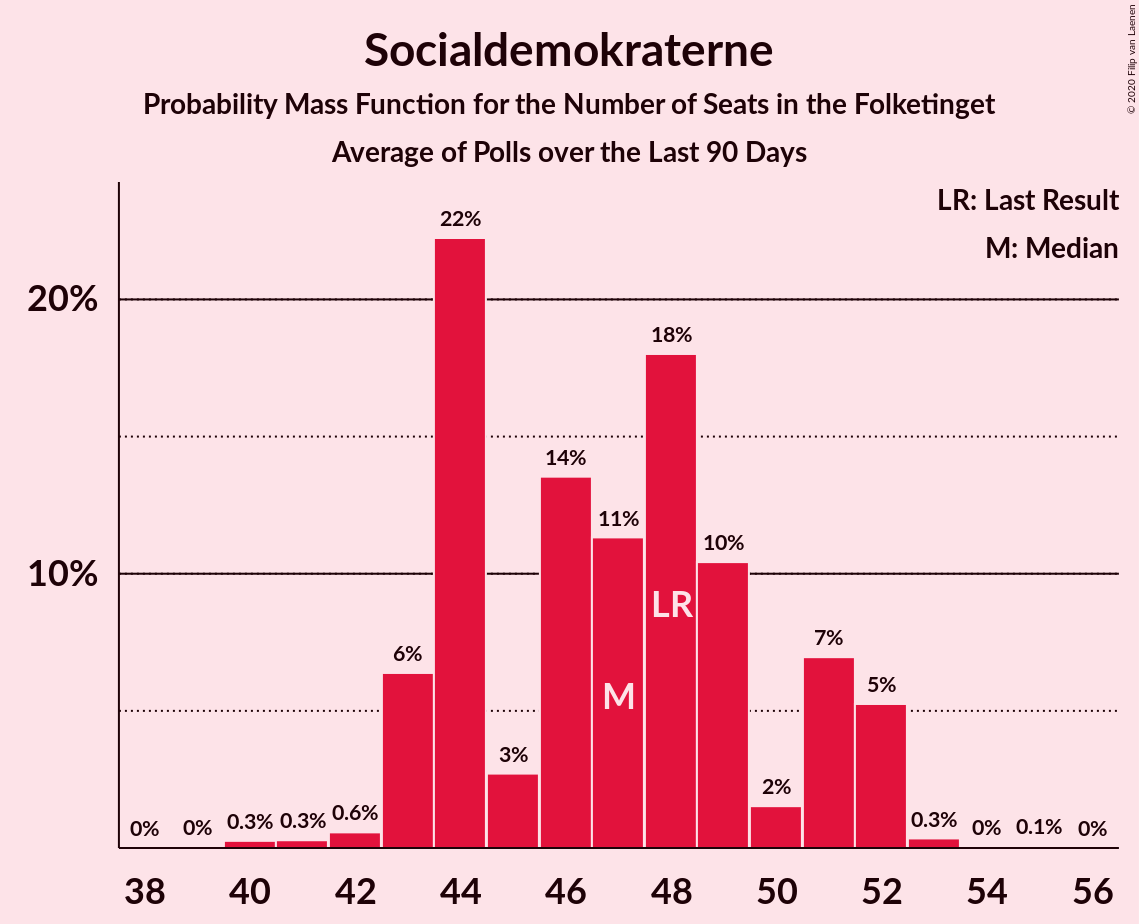 Socialdemokraterne
Probability Mass Function for the Number of Seats in the Folketinget
Average of Polls over the Last 90 Days
© 2020 Filip van Laenen
LR: Last Result
M: Median
20%
10%
0%
0%
0.3%
0.3%
0.6%
6%
22%
3%
14%
11%
18%
10%
2%
7%
5%
0.3%
0%
0.1%
0%
LR
M
38 40 42 44 46 48 50 52 54 56